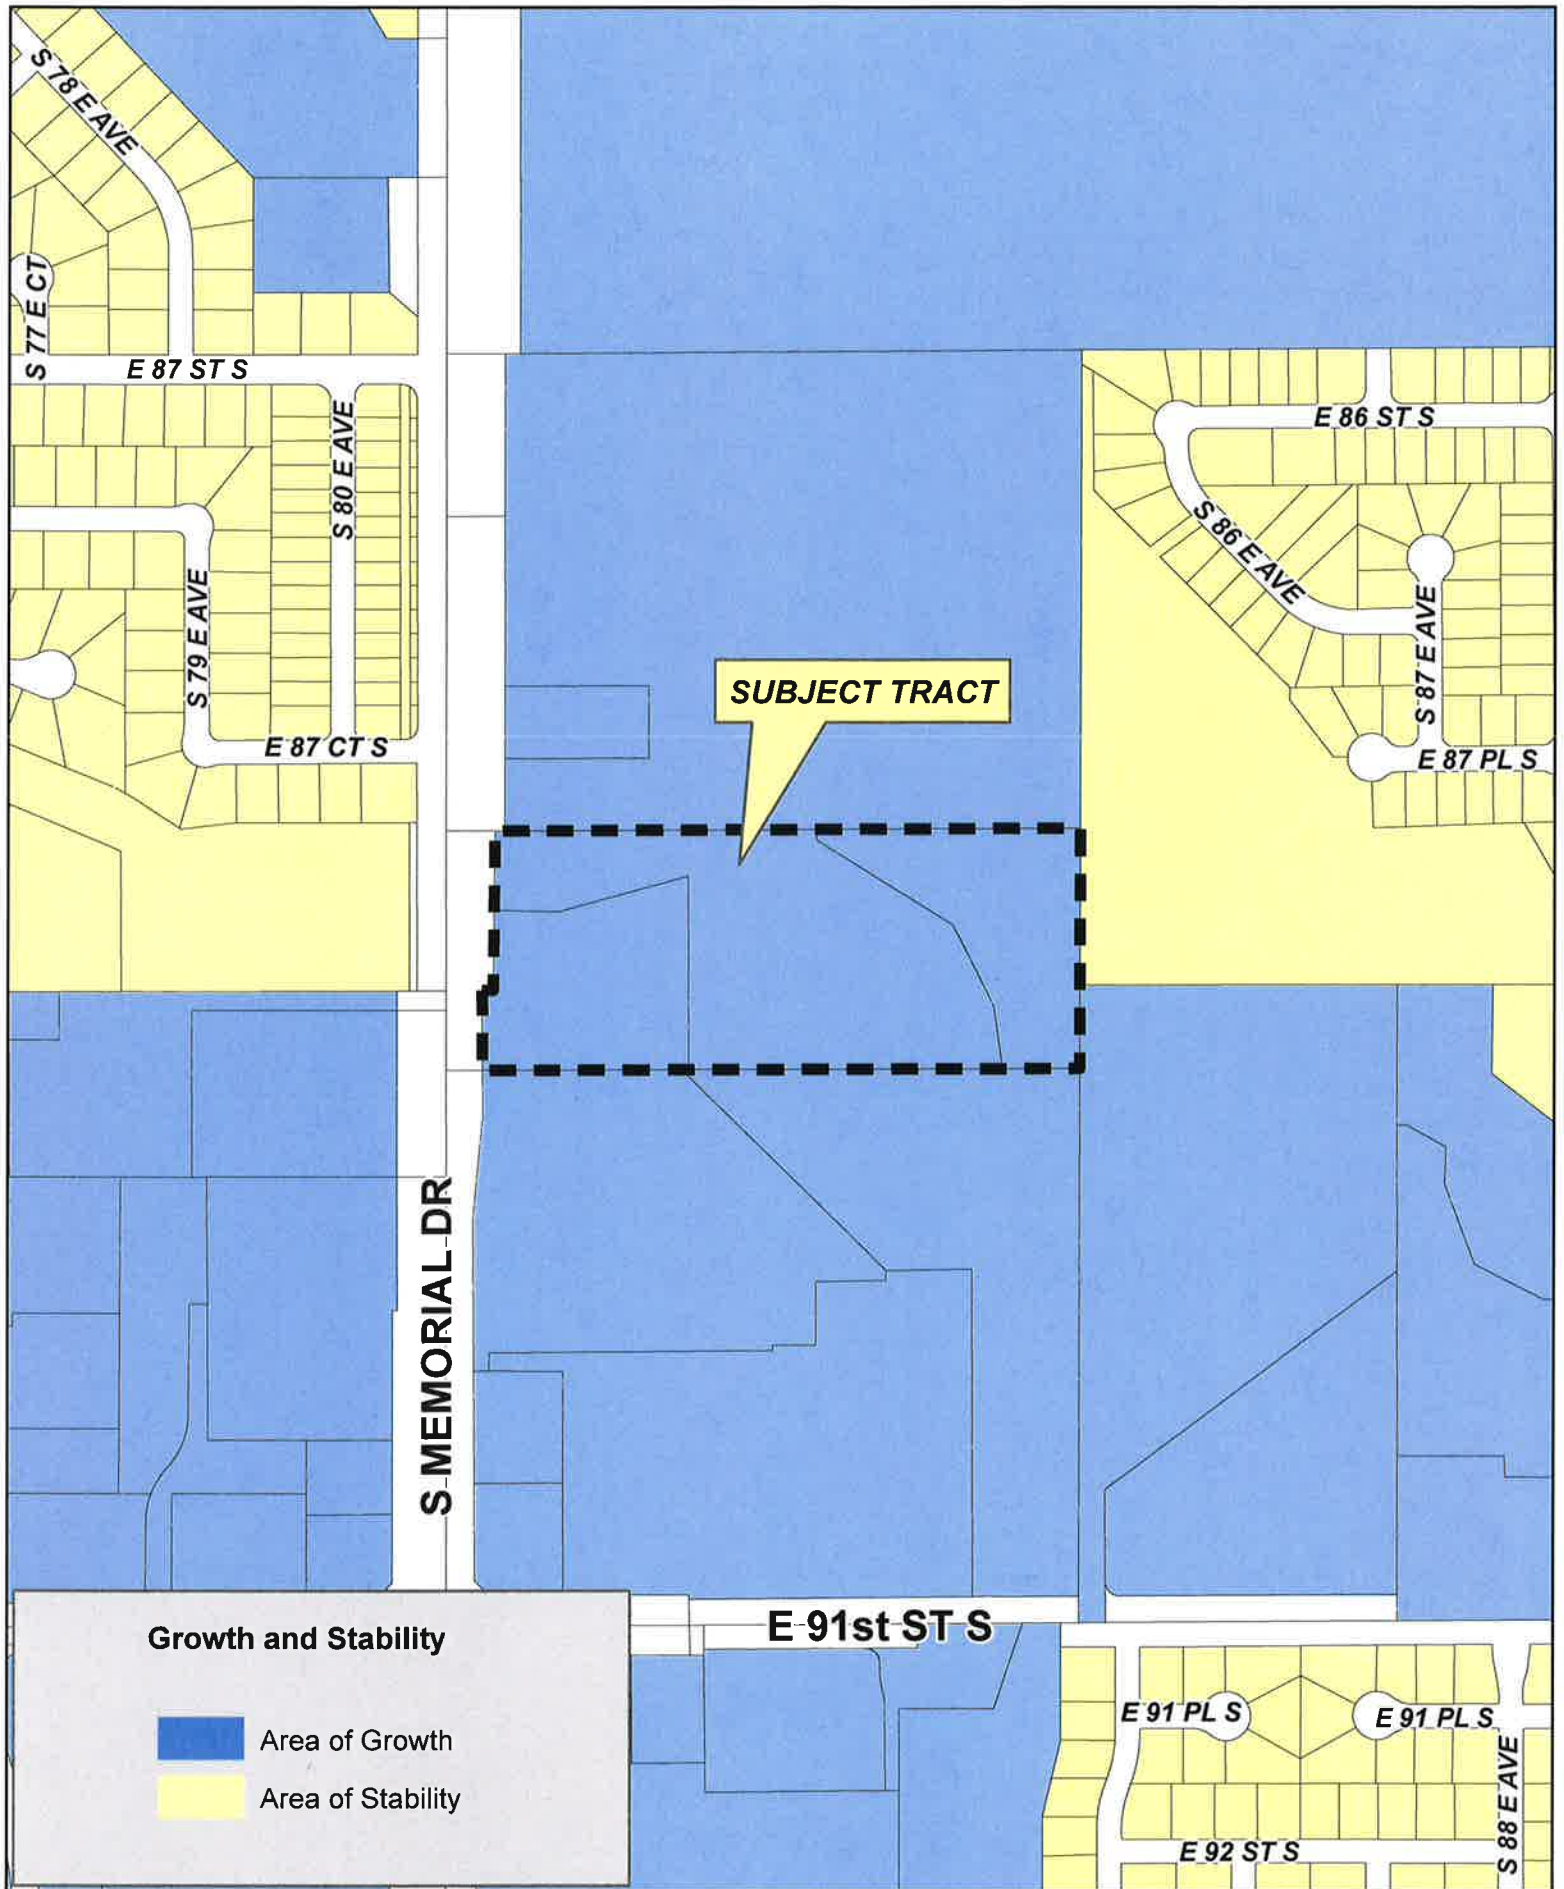 S 78 E AVE
S 77 E CT
E 87 ST S
S 80 E AVE
S 79 E AVE
E 87 CT S
E 86 ST S
S 86 E AVE
S 87 E AVE
E 87 PL S
SUBJECT TRACT
S MEMORIAL DR
E 91st ST S
E 91 PL S
E 91 PL S
S 88 E AVE
E 92 ST S
Growth and Stability
Area of Growth
Area of Stability